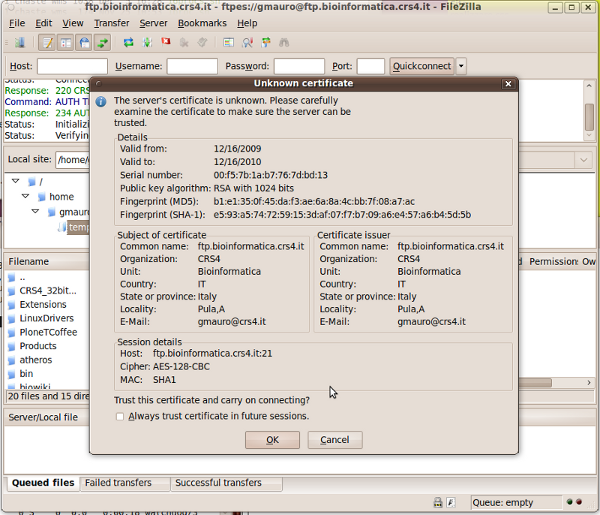 ftp.bioinformatica.crs4.it - ftpes://gmauro@ftp.bioinformatica.crs4.it - FileZilla
File Edit View Transfer Server Bookmarks Help
Host: Username: Password: Port: Quickconnect
Status: Connec
Response: 220 CRS
Command: AUTH T
Response: 234 AUT
Status: Initializi
Status: Verifyin
Local site: /home/
/
home
gmauro
temp
Filename
..
CRS4_32bit...
Extensions
LinuxDrivers
PloneTCoffee
Products
atheros
bin
biowiki
d Permission: Ow
20 files and 15 dire
Server/Local file
Unknown certificate
The server's certificate is unknown. Please carefully
examine the certificate to make sure the server can be
trusted.
Details
Valid from: 12/16/2009
Valid to: 12/16/2010
Serial number: 00:f5:7b:1a:b7:76:7d:bd:13
Public key algorithm: RSA with 1024 bits
Fingerprint (MD5): b1:e1:35:0f:45:da:f3:ae:6a:8a:4c:bb:7f:08:a7:ac
Fingerprint (SHA-1): e5:93:a5:74:72:59:15:3d:af:07:f7:b7:09:a6:e4:57:a6:b4:5d:5b
Subject of certificate
Common name: ftp.bioinformatica.crs4.it
Organization: CRS4
Unit: Bioinformatica
Country: IT
State or province: Italy
Locality: Pula,A
E-Mail: gmauro@crs4.it
Certificate issuer
Common name: ftp.bioinformatica.crs4.it
Organization: CRS4
Unit: Bioinformatica
Country: IT
State or province: Italy
Locality: Pula,A
E-Mail: gmauro@crs4.it
Session details
Host: ftp.bioinformatica.crs4.it:21
Cipher: AES-128-CBC
MAC: SHA1
Trust this certificate and carry on connecting?
Always trust certificate in future sessions.
OK Cancel
Queued files Failed transfers Successful transfers
Queue: empty